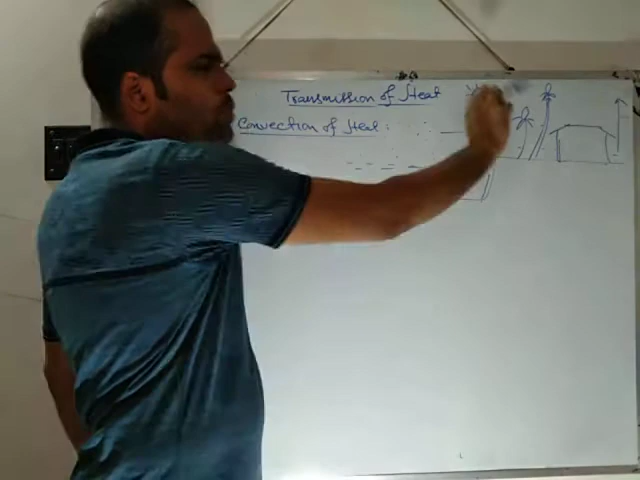 Transmission of Heat
Convection of Heat: